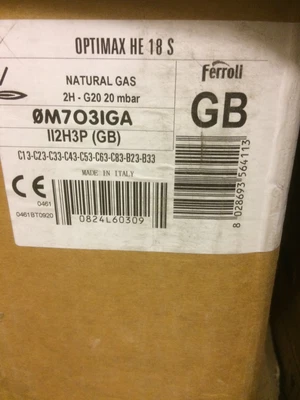 OPTIMAX HE 18 S
Ferroli
NATURAL GAS
2H - G20 20 mbar
GB
ØM7O3IGA
II2H3P (GB)
C13-C23-C33-C43-C53-C63-C83-B23-B33
MADE IN ITALY
CE
0461
0461BT0920
0824L60309
8 028693 564113